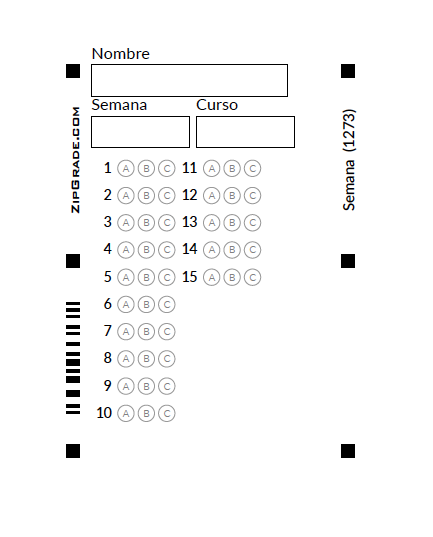 Nombre
Semana Curso
ZipGrade.com
Semana (1273)
1 A B C 11 A B C
2 A B C 12 A B C
3 A B C 13 A B C
4 A B C 14 A B C
5 A B C 15 A B C
6 A B C
7 A B C
8 A B C
9 A B C
10 A B C